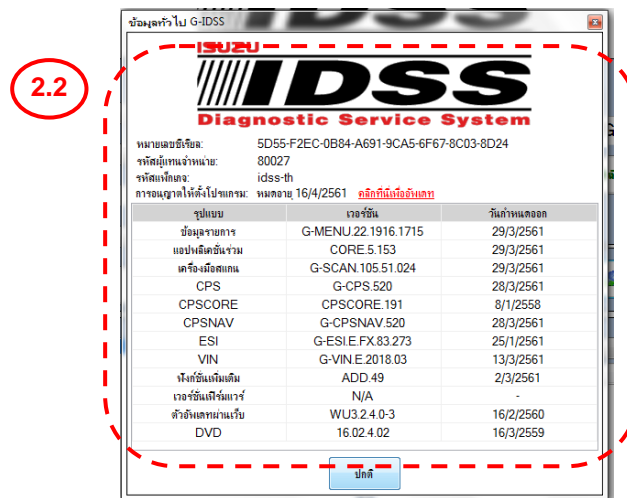 ข้อมูลทั่วไป G-IDSS
2.2
ISUZU
IDSS
Diagnostic Service System
หมายเลขซีเรียล: 5D55-F2EC-0B84-A691-9CA5-6F67-8C03-8D24
รหัสผู้แทนจำหน่าย: 80027
รหัสแพ็กเกจ: idss-th
การอนุญาตให้ตั้งโปรแกรม: หมดอายุ 16/4/2561 คลิกที่นี่เพื่ออัพเดท
รูปแบบ เวอร์ชัน วันกำหนดออก
ข้อมูลรายการ G-MENU.22.1916.1715 29/3/2561
แอปพลิเคชั่นร่วม CORE.5.153 29/3/2561
เครื่องมือสแกน G-SCAN.105.51.024 29/3/2561
CPS G-CPS.520 28/3/2561
CPSCORE CPSCORE.191 8/1/2558
CPSNAV G-CPSNAV.520 28/3/2561
ESI G-ESI.E.FX.83.273 25/1/2561
VIN G-VIN.E.2018.03 13/3/2561
ฟังก์ชั่นเพิ่มเติม ADD.49 2/3/2561
เวอร์ชั่นเฟิร์มแวร์ N/A -
ตัวอัพเดทผ่านเว็บ WU3.2.4.0-3 16/2/2560
DVD 16.02.4.02 16/3/2559
ปกติ